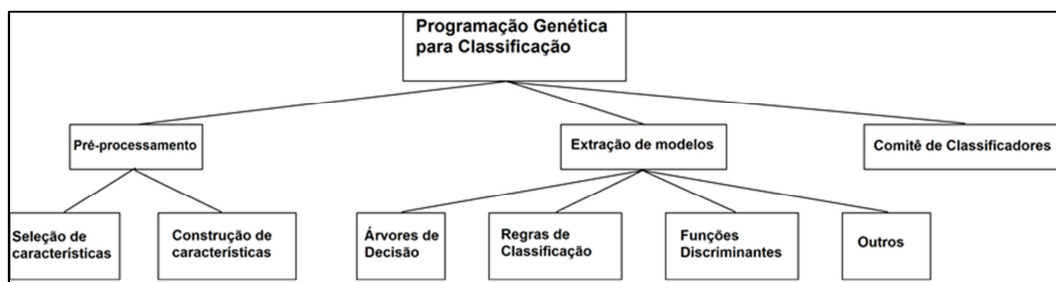 Programação Genética
para Classificação
Pré-processamento
Extração de modelos
Comitê de Classificadores
Seleção de
características
Construção de
características
Árvores de
Decisão
Regras de
Classificação
Funções
Discriminantes
Outros